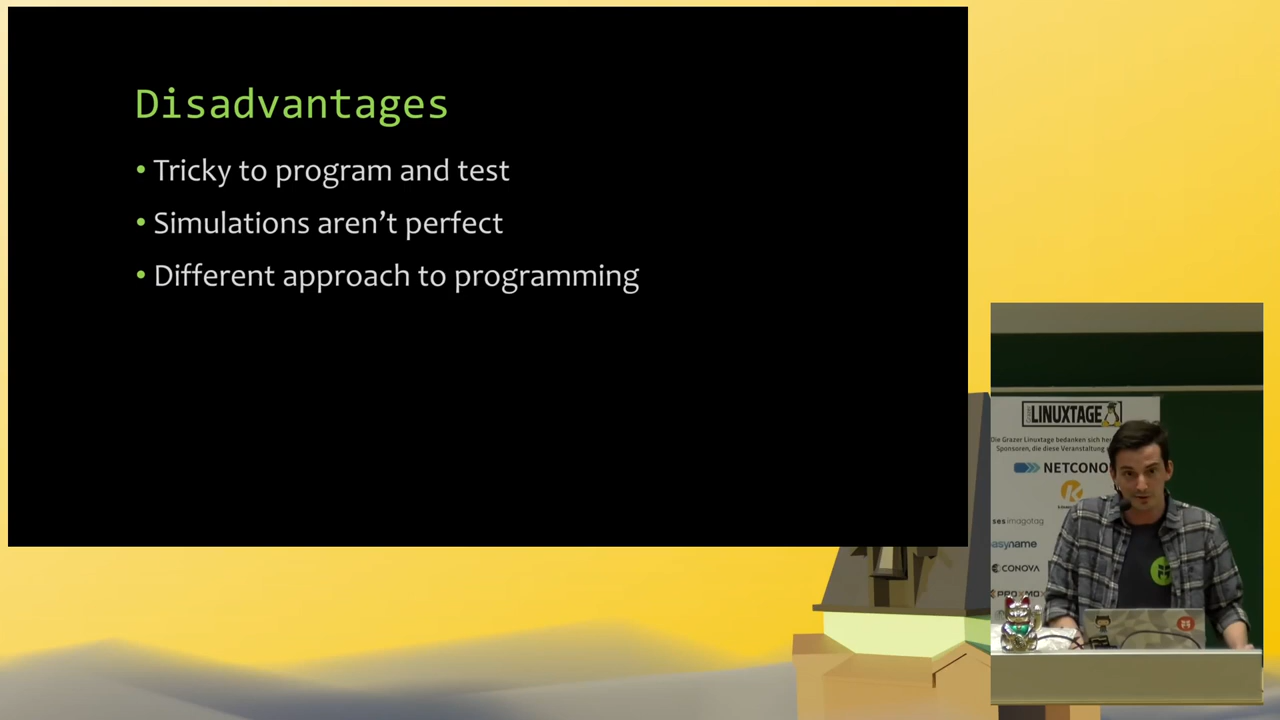 Disadvantages
• Tricky to program and test
• Simulations aren’t perfect
• Different approach to programming
LINUXTAGE
Die Grazer Linuxtage bedanken sich
Sponsoren, die diese Veranstaltung
NETCONO
K
ses imagotag
asyname
CONOVA
PROXMOX